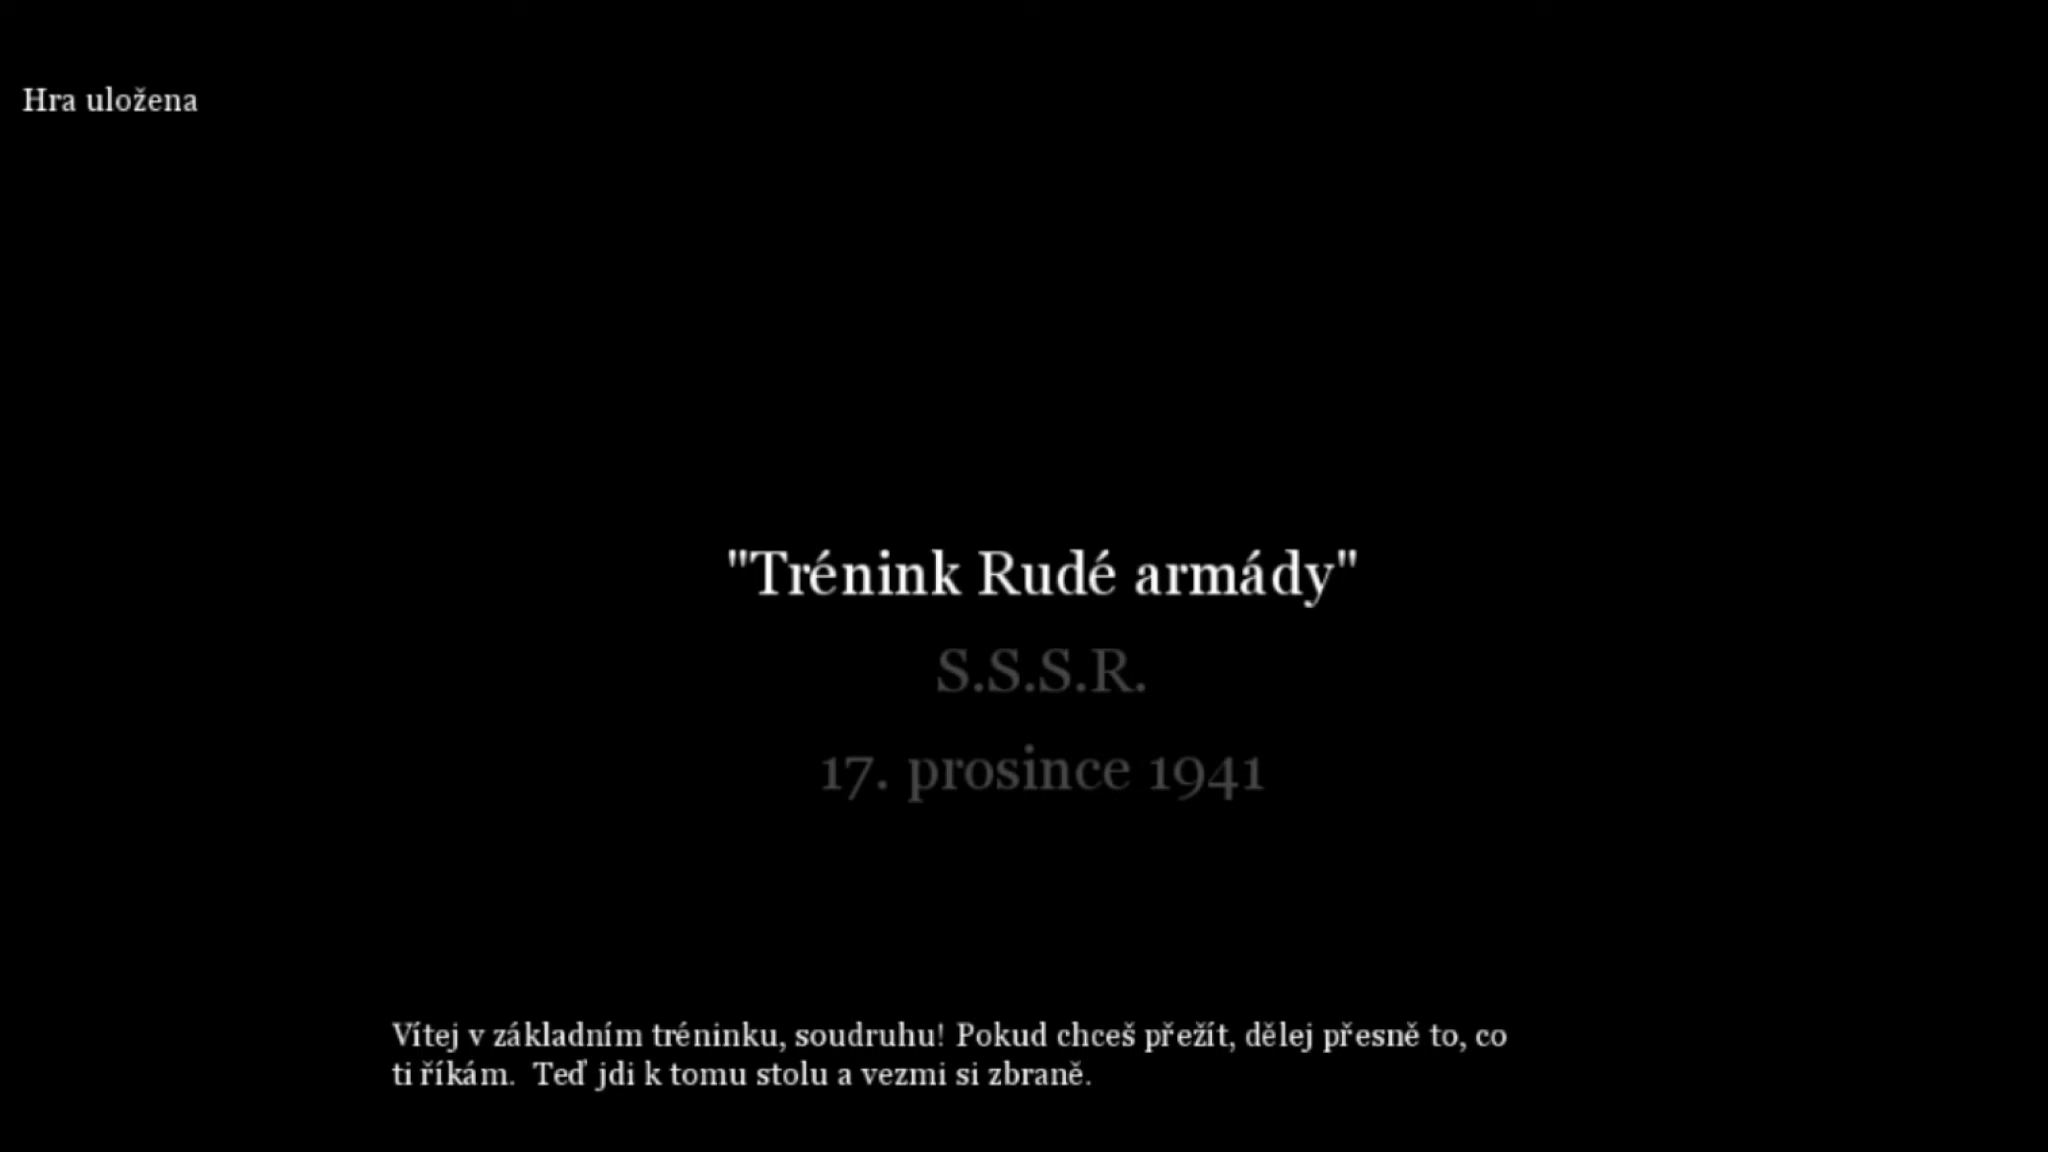 Hra uložena
"Trénink Rudé armády"
S.S.S.R.
17. prosince 1941
Vítej v základním tréninku, soudruhu! Pokud chceš přežít, dělej přesně to, co
ti říkám.  Teď jdi k tomu stolu a vezmi si zbraně.